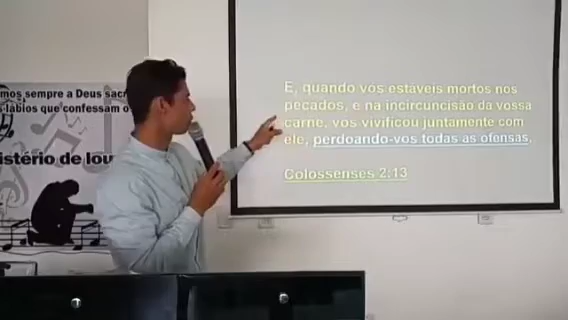 mos sempre a Deus sacr
lábios que confessam o
istério de lou
E, quando vos estáveis mortos nos
pecados, e na incircuncisão da vossa
carne, vos vivificou juntamente com
ele, perdoando-vos todas as ofensas,
Colossenses 2:13